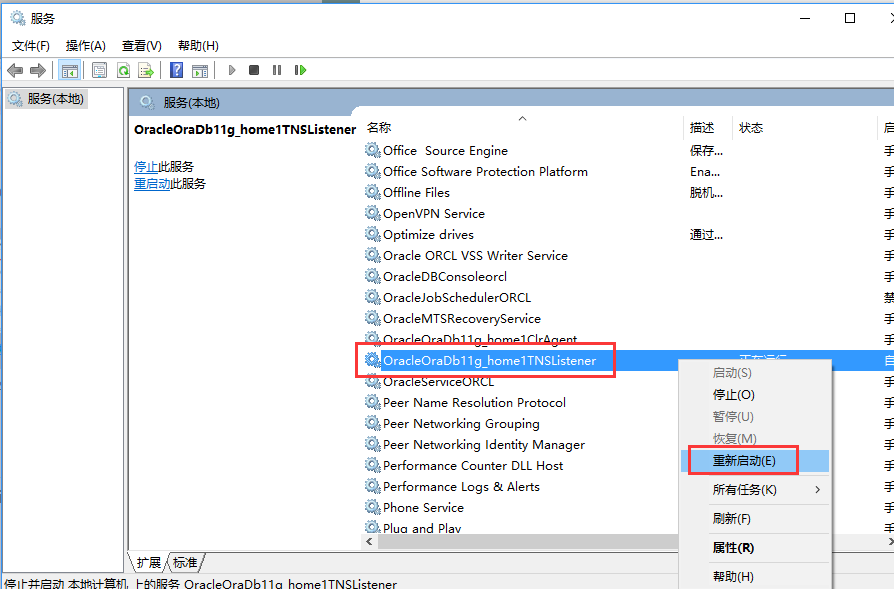 服务
文件(F) 操作(A) 查看(V) 帮助(H)
服务(本地)
服务(本地)
OracleOraDb11g_home1TNSListener
停止此服务
重启动此服务
名称 描述 状态
Office  Source Engine 保存... 手
Office Software Protection Platform Ena... 手
Offline Files 脱机... 手
OpenVPN Service 手
Optimize drives 通过... 手
Oracle ORCL VSS Writer Service 手
OracleDBConsoleorcl 手
OracleJobSchedulerORCL 禁
OracleMTSRecoveryService 手
OracleOraDb11g_home1ClrAgent 手
OracleOraDb11g_home1TNSListener 正在运行 自
OracleServiceORCL 手
Peer Name Resolution Protocol 手
Peer Networking Grouping 手
Peer Networking Identity Manager 手
Performance Counter DLL Host 手
Performance Logs & Alerts 手
Phone Service 手
Plug and Play 手
启动(S)
停止(O)
暂停(U)
恢复(M)
重新启动(E)
所有任务(K)
刷新(F)
属性(R)
帮助(H)
扩展 标准
停止并启动 本地计算机 上的服务 OracleOraDb11g_home1TNSListener